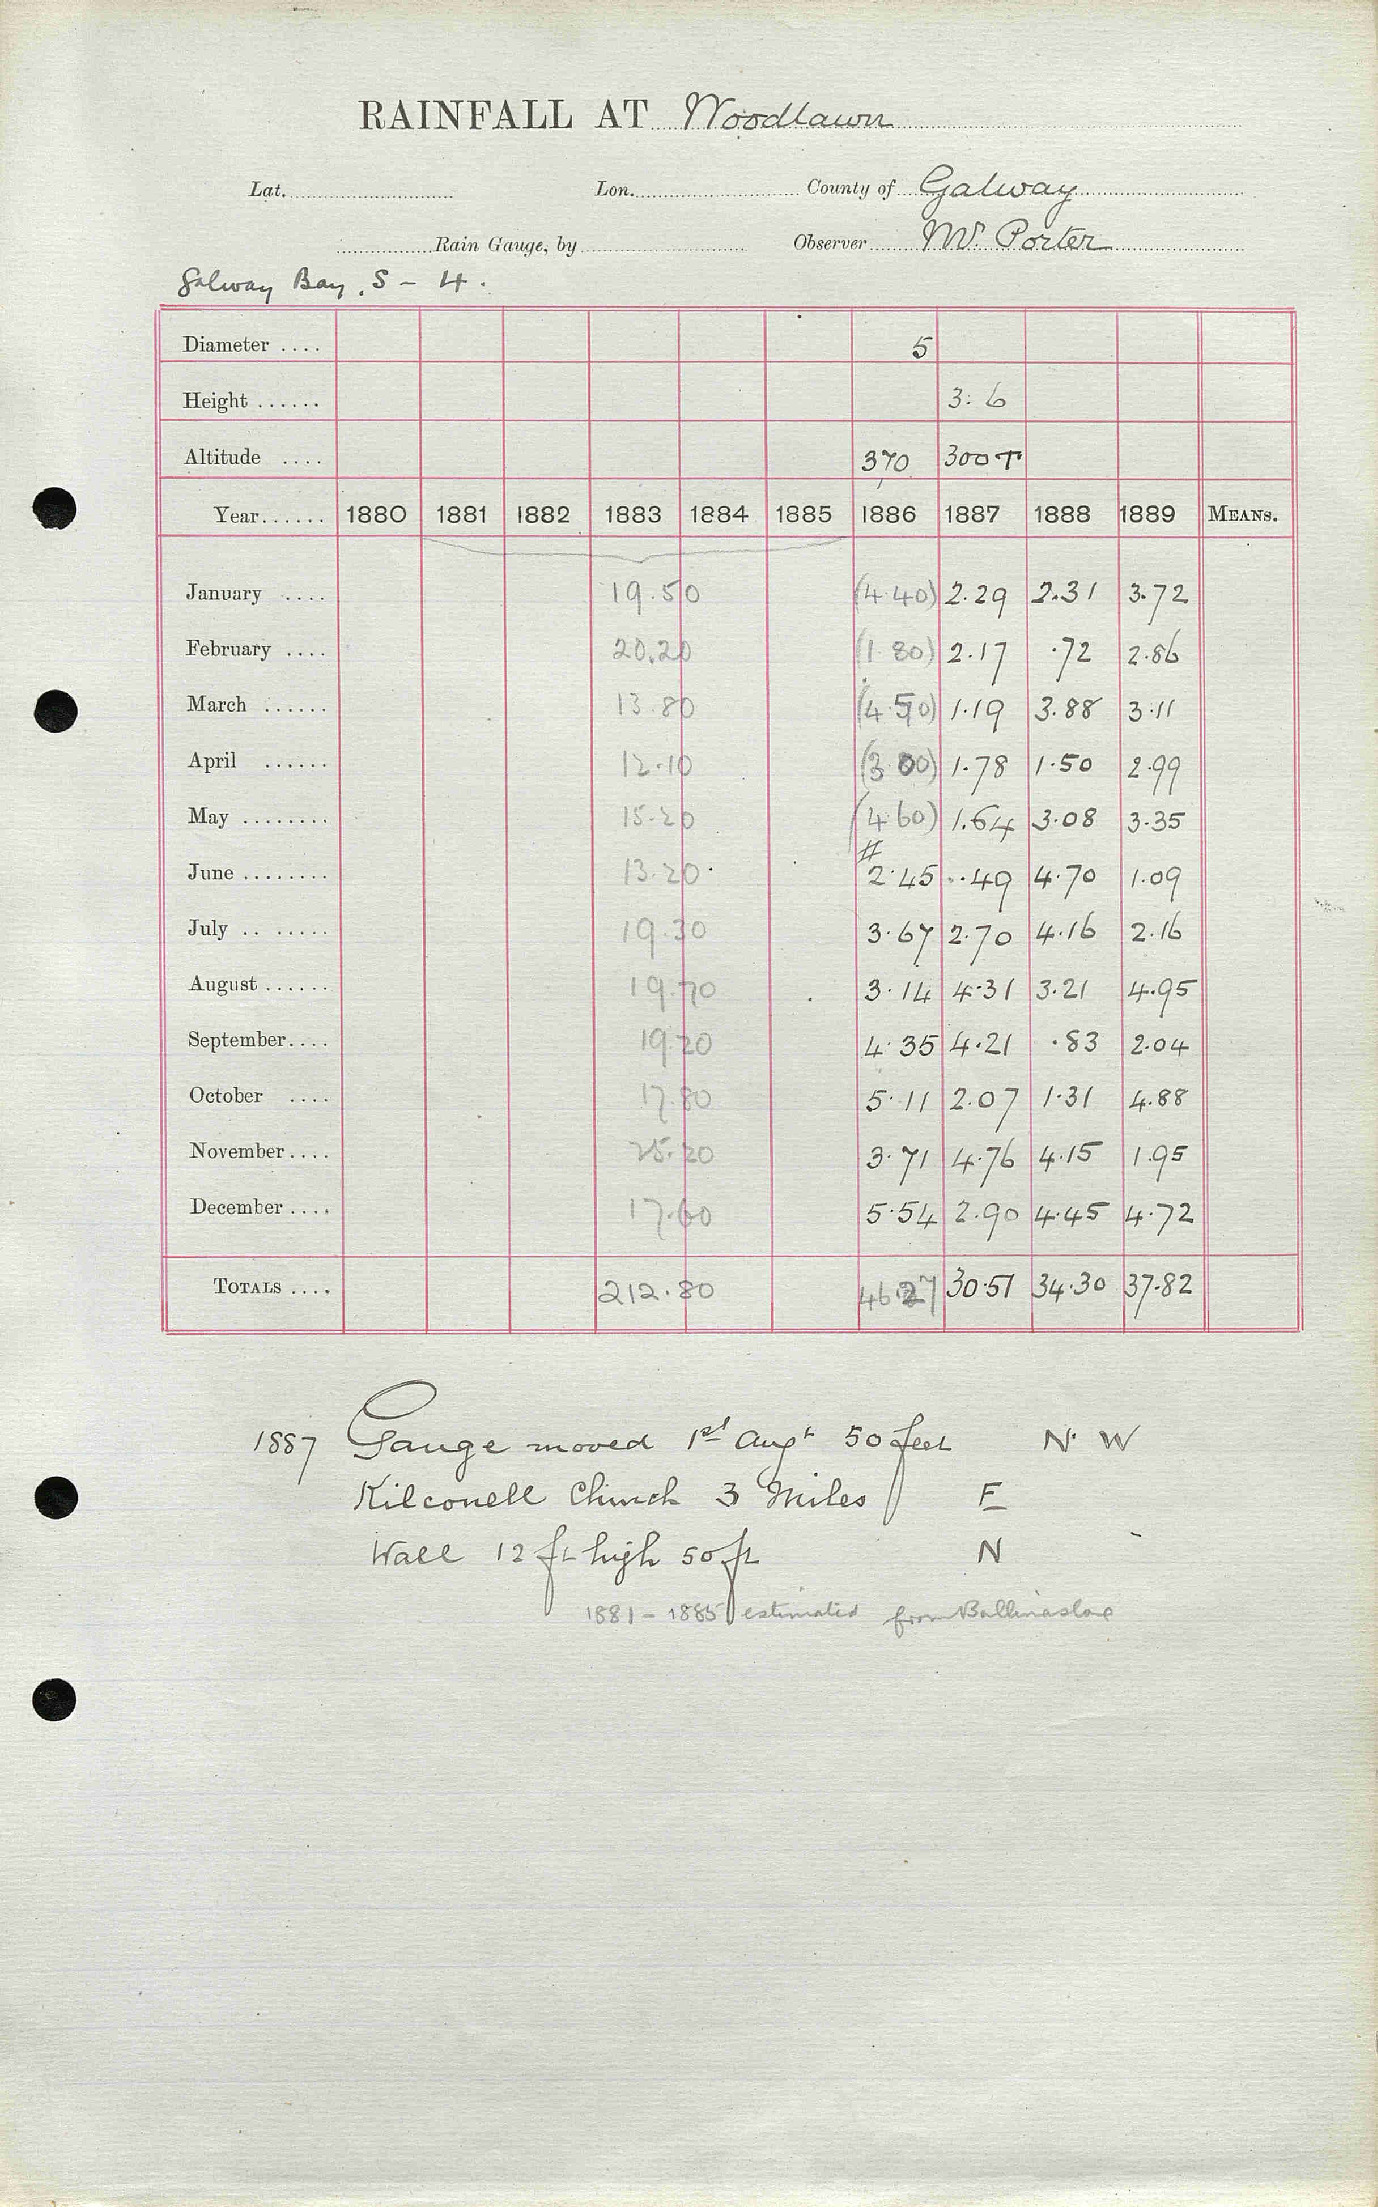 RAINFALL AT Woodlawn
Lat. Lon. County of Galway
Rain Gauge, by Observer Mr. Porter
Galway Bay, S - 4.
Diameter .... 5
Height ...... 3: 6
Altitude .... 370 300 T
Year...... 1880 1881 1882 1883 1884 1885 1886 1887 1888 1889 MEANS.
January .... 19.50 (4.40) 2.29 2.31 3.72
February .... 20.20 (1.80) 2.17 .72 2.86
March ...... 13.80 (4.50) 1.19 3.88 3.11
April ...... 12.10 (3.00) 1.78 1.50 2.99
May ........ 15.20 (4.60) 1.64 3.08 3.35
June ........ 13.20 # 2.45 .49 4.70 1.09
July .. ..... 19.30 3.67 2.70 4.16 2.16
August ...... 19.70 3.14 4.31 3.21 4.95
September.... 19.20 4.35 4.21 .83 2.04
October .... 17.80 5.11 2.07 1.31 4.88
November.... 25.20 3.71 4.76 4.15 1.95
December.... 17.60 5.54 2.90 4.45 4.72
TOTALS .... 212.80 46.27 30.51 34.30 37.82
1887 Gauge moved 1st Augt 50 feet N. W
Kilconell Church 3 Miles E
Wall 12 ft high 50 ft N
1881 - 1885 estimated from Ballinasloe